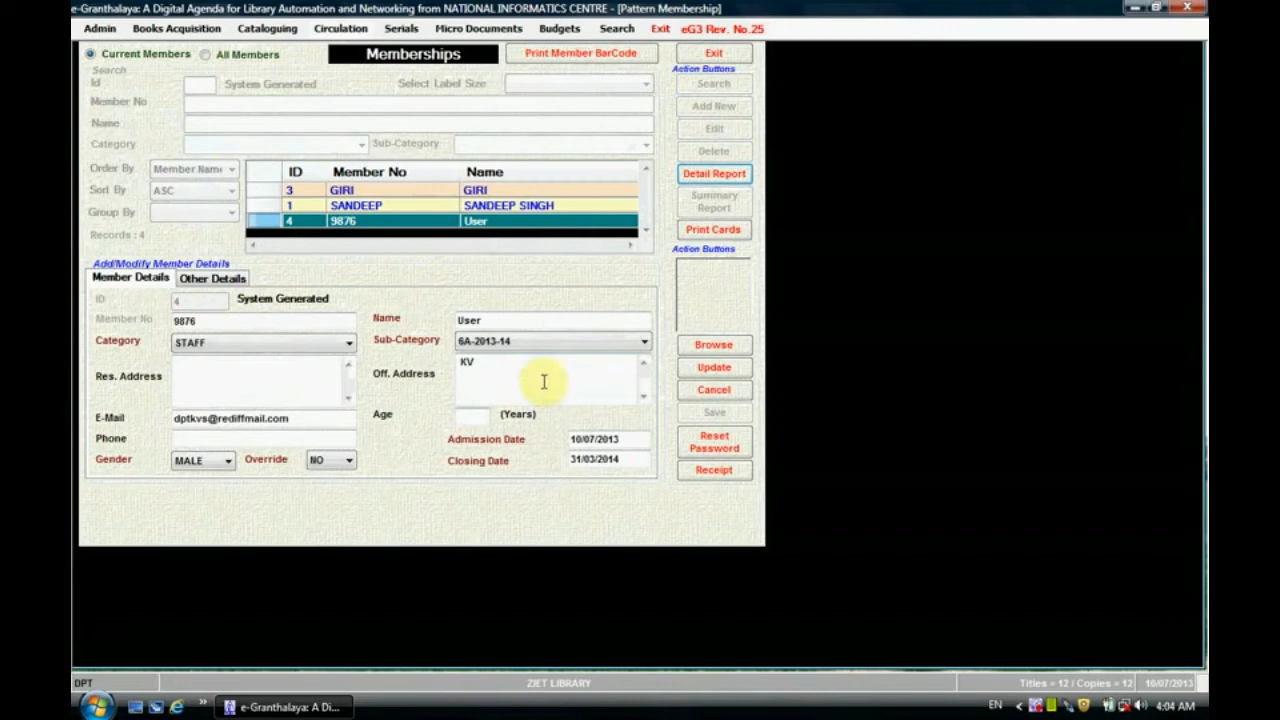 e-Granthalaya: A Digital Agenda for Library Automation and Networking from NATIONAL INFORMATICS CENTRE - [Pattern Membership]
Admin Books Acquisition Cataloguing Circulation Serials Micro Documents Budgets Search Exit eG3 Rev. No.25
Current Members All Members Memberships Print Member BarCode Exit
Search Action Buttons
Id System Generated Select Label Size Search
Member No Add New
Name Edit
Category Sub-Category Delete
Order By Member Name ID Member No Name Detail Report
Sort By ASC 3 GIRI GIRI Summary Report
Group By 1 SANDEEP SANDEEP SINGH
Records : 4 4 9876 User Print Cards
Action Buttons
Add/Modify Member Details
Member Details Other Details
ID 4 System Generated
Member No 9876 Name User
Category STAFF Sub-Category 6A-2013-14 Browse
Res. Address Off. Address KV Update
Cancel
E-Mail dptkvs@rediffmail.com Age (Years) Save
Phone Admission Date 10/07/2013 Reset Password
Gender MALE Override NO Closing Date 31/03/2014 Receipt
DPT ZIET LIBRARY Titles = 12 / Copies = 12 10/07/2013
e-Granthalaya: A Di... EN 4:04 AM